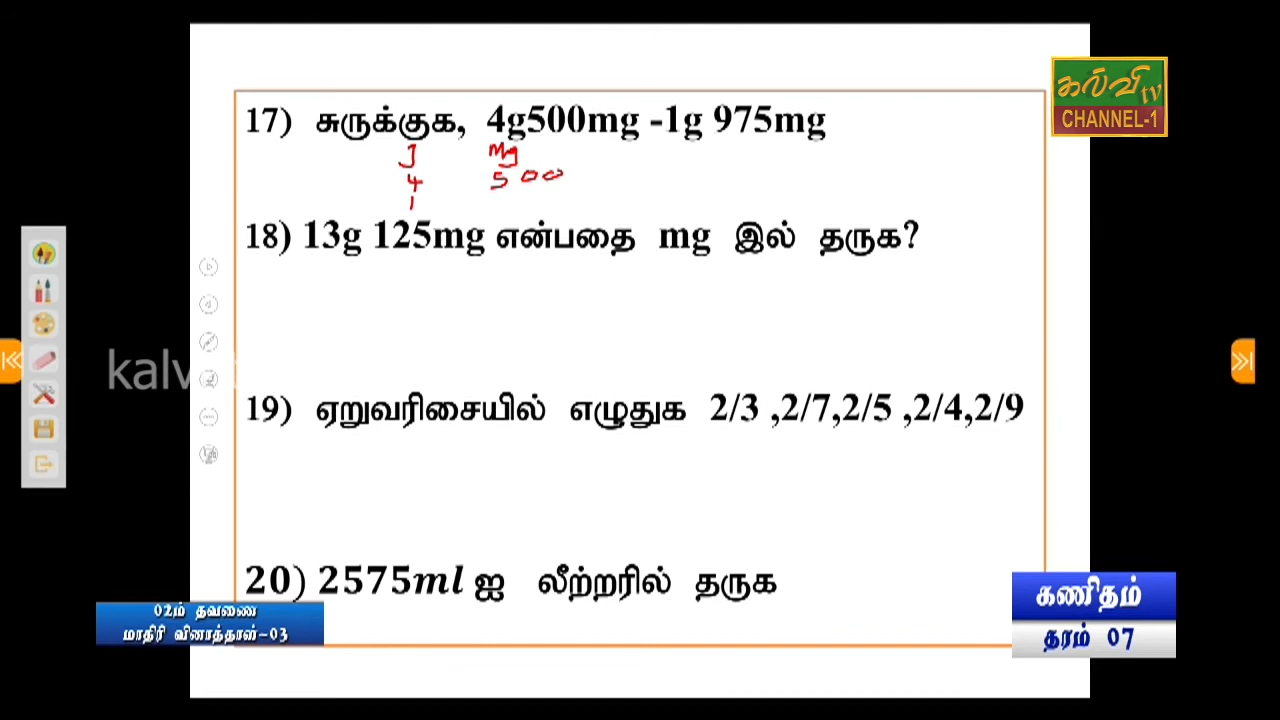 கல்வி tv
CHANNEL-1
17) சுருக்குக, 4g500mg -1g 975mg
g mg
4 500
1
18) 13g 125mg என்பதை mg இல் தருக?
kalv
19) ஏறுவரிசையில் எழுதுக 2/3 ,2/7,2/5 ,2/4,2/9
20) 2575ml ஐ லீற்றரில் தருக
02ம் தவணை
மாதிரி வினாத்தாள்-03
கணிதம்
தரம் 07